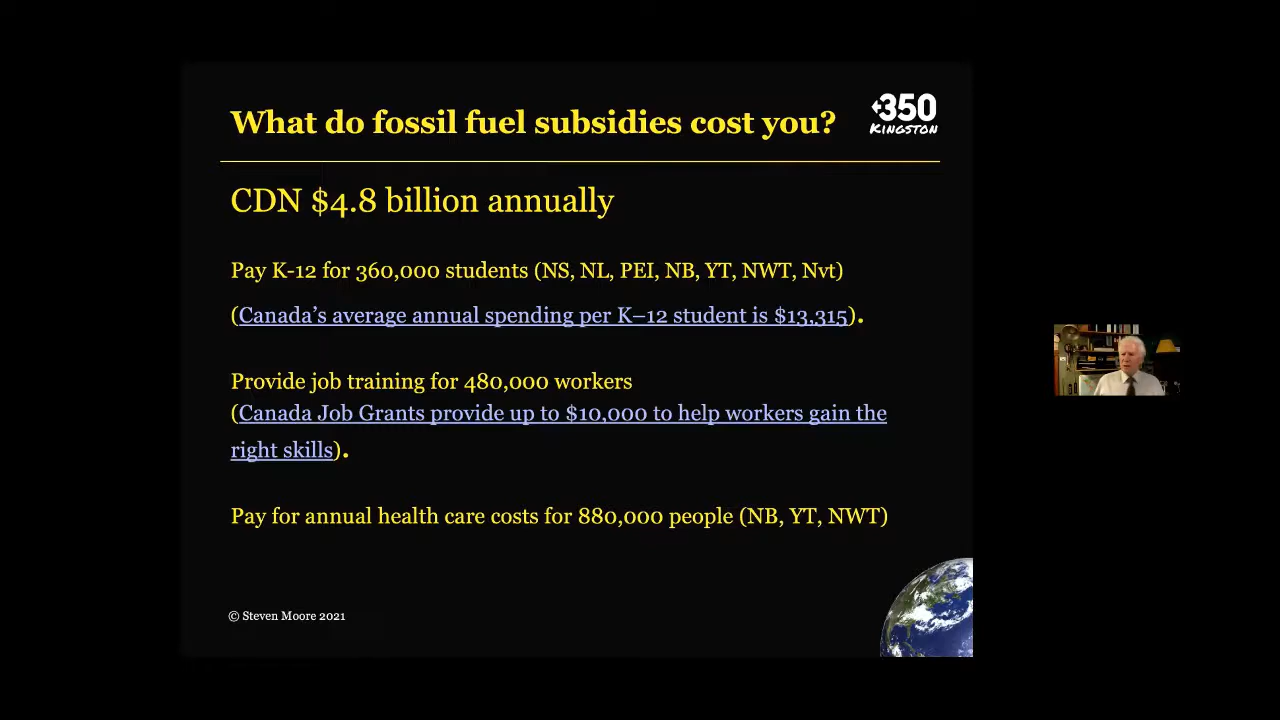 What do fossil fuel subsidies cost you?
350
KINGSTON
CDN $4.8 billion annually
Pay K-12 for 360,000 students (NS, NL, PEI, NB, YT, NWT, Nvt)
(Canada’s average annual spending per K–12 student is $13,315).
Provide job training for 480,000 workers
(Canada Job Grants provide up to $10,000 to help workers gain the
right skills).
Pay for annual health care costs for 880,000 people (NB, YT, NWT)
© Steven Moore 2021